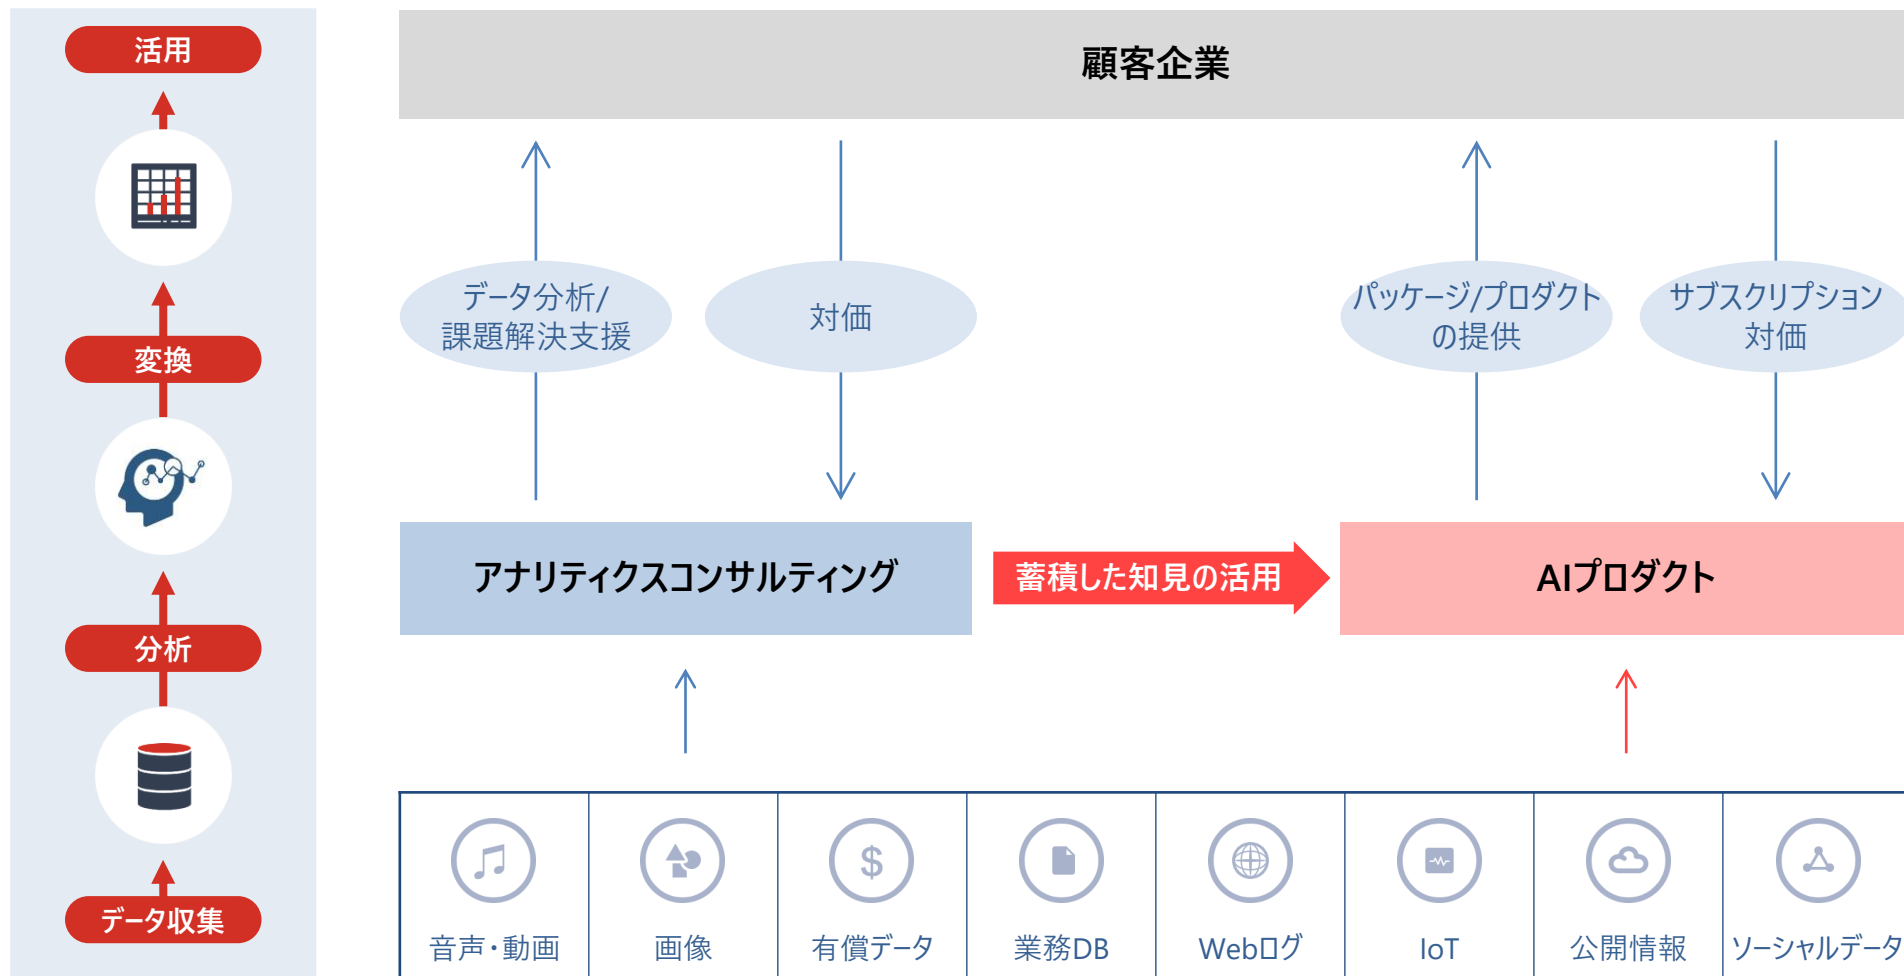 活用
変換
分析
データ収集
顧客企業
データ分析/
課題解決支援
対価
パッケージ/プロダクト
の提供
サブスクリプション
対価
アナリティクスコンサルティング
蓄積した知見の活用
AIプロダクト
音声・動画
画像
$
有償データ
業務DB
Webログ
IoT
公開情報
ソーシャルデータ